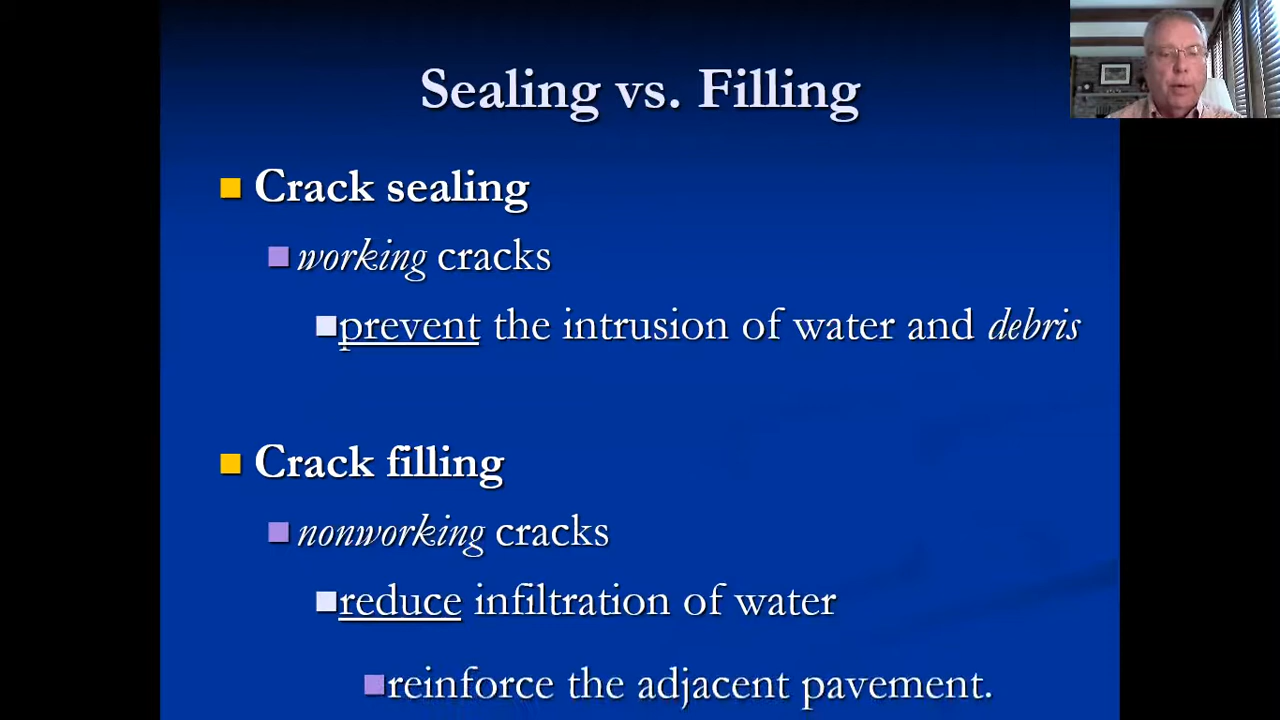 Sealing vs. Filling
Crack sealing
working cracks
prevent the intrusion of water and debris
Crack filling
nonworking cracks
reduce infiltration of water
reinforce the adjacent pavement.